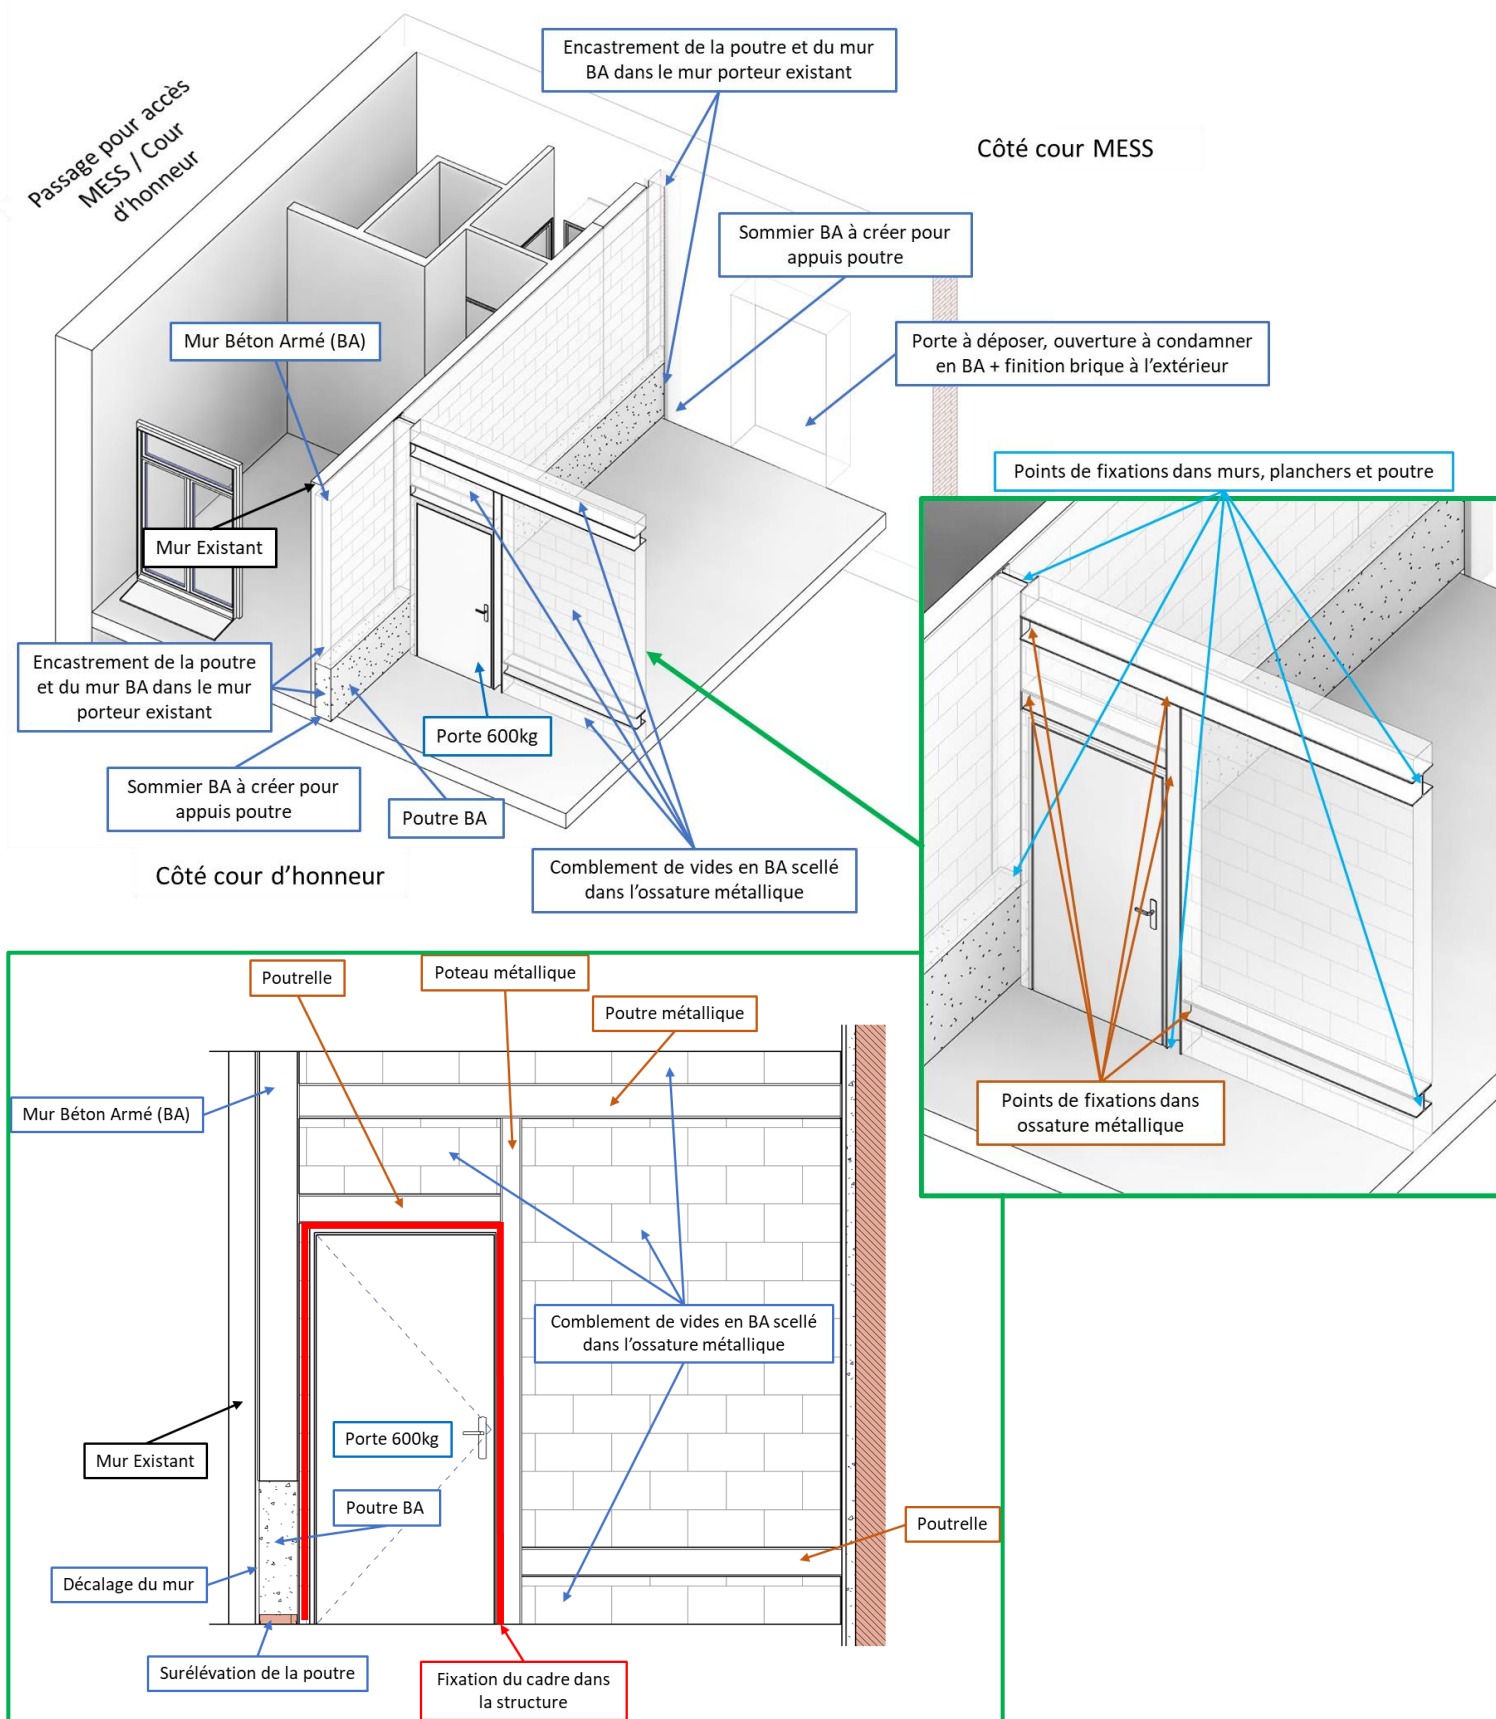 Encastrement de la poutre et du mur
BA dans le mur porteur existant
Passage pour accès
MESS / Cour
d’honneur
Côté cour MESS
Sommier BA à créer pour
appuis poutre
Mur Béton Armé (BA)
Porte à déposer, ouverture à condamner
en BA + finition brique à l’extérieur
Points de fixations dans murs, planchers et poutre
Mur Existant
Encastrement de la poutre
et du mur BA dans le mur
porteur existant
Porte 600kg
Sommier BA à créer pour
appuis poutre
Poutre BA
Comblement de vides en BA scellé
dans l’ossature métallique
Côté cour d’honneur
Points de fixations dans
ossature métallique
Poutrelle
Poteau métallique
Poutre métallique
Mur Béton Armé (BA)
Comblement de vides en BA scellé
dans l’ossature métallique
Porte 600kg
Mur Existant
Poutre BA
Poutrelle
Décalage du mur
Surélévation de la poutre
Fixation du cadre dans
la structure